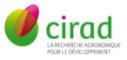 cirad
LA RECHERCHE AGRONOMIQUE
POUR LE DÉVELOPPEMENT